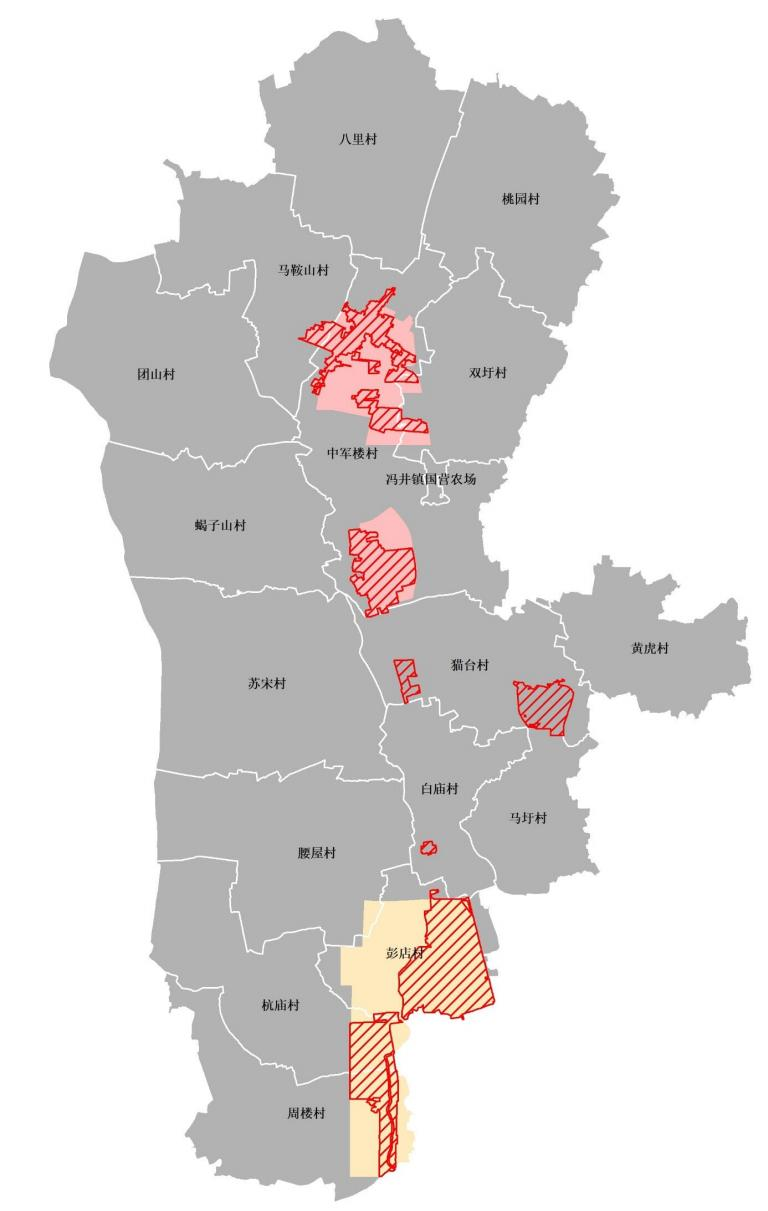 八里村
桃园村
马鞍山村
团山村
双圩村
中军楼村
冯井镇国营农场
蝎子山村
黄虎村
猫台村
苏宋村
白庙村
马圩村
腰屋村
彭店村
杭庙村
周楼村